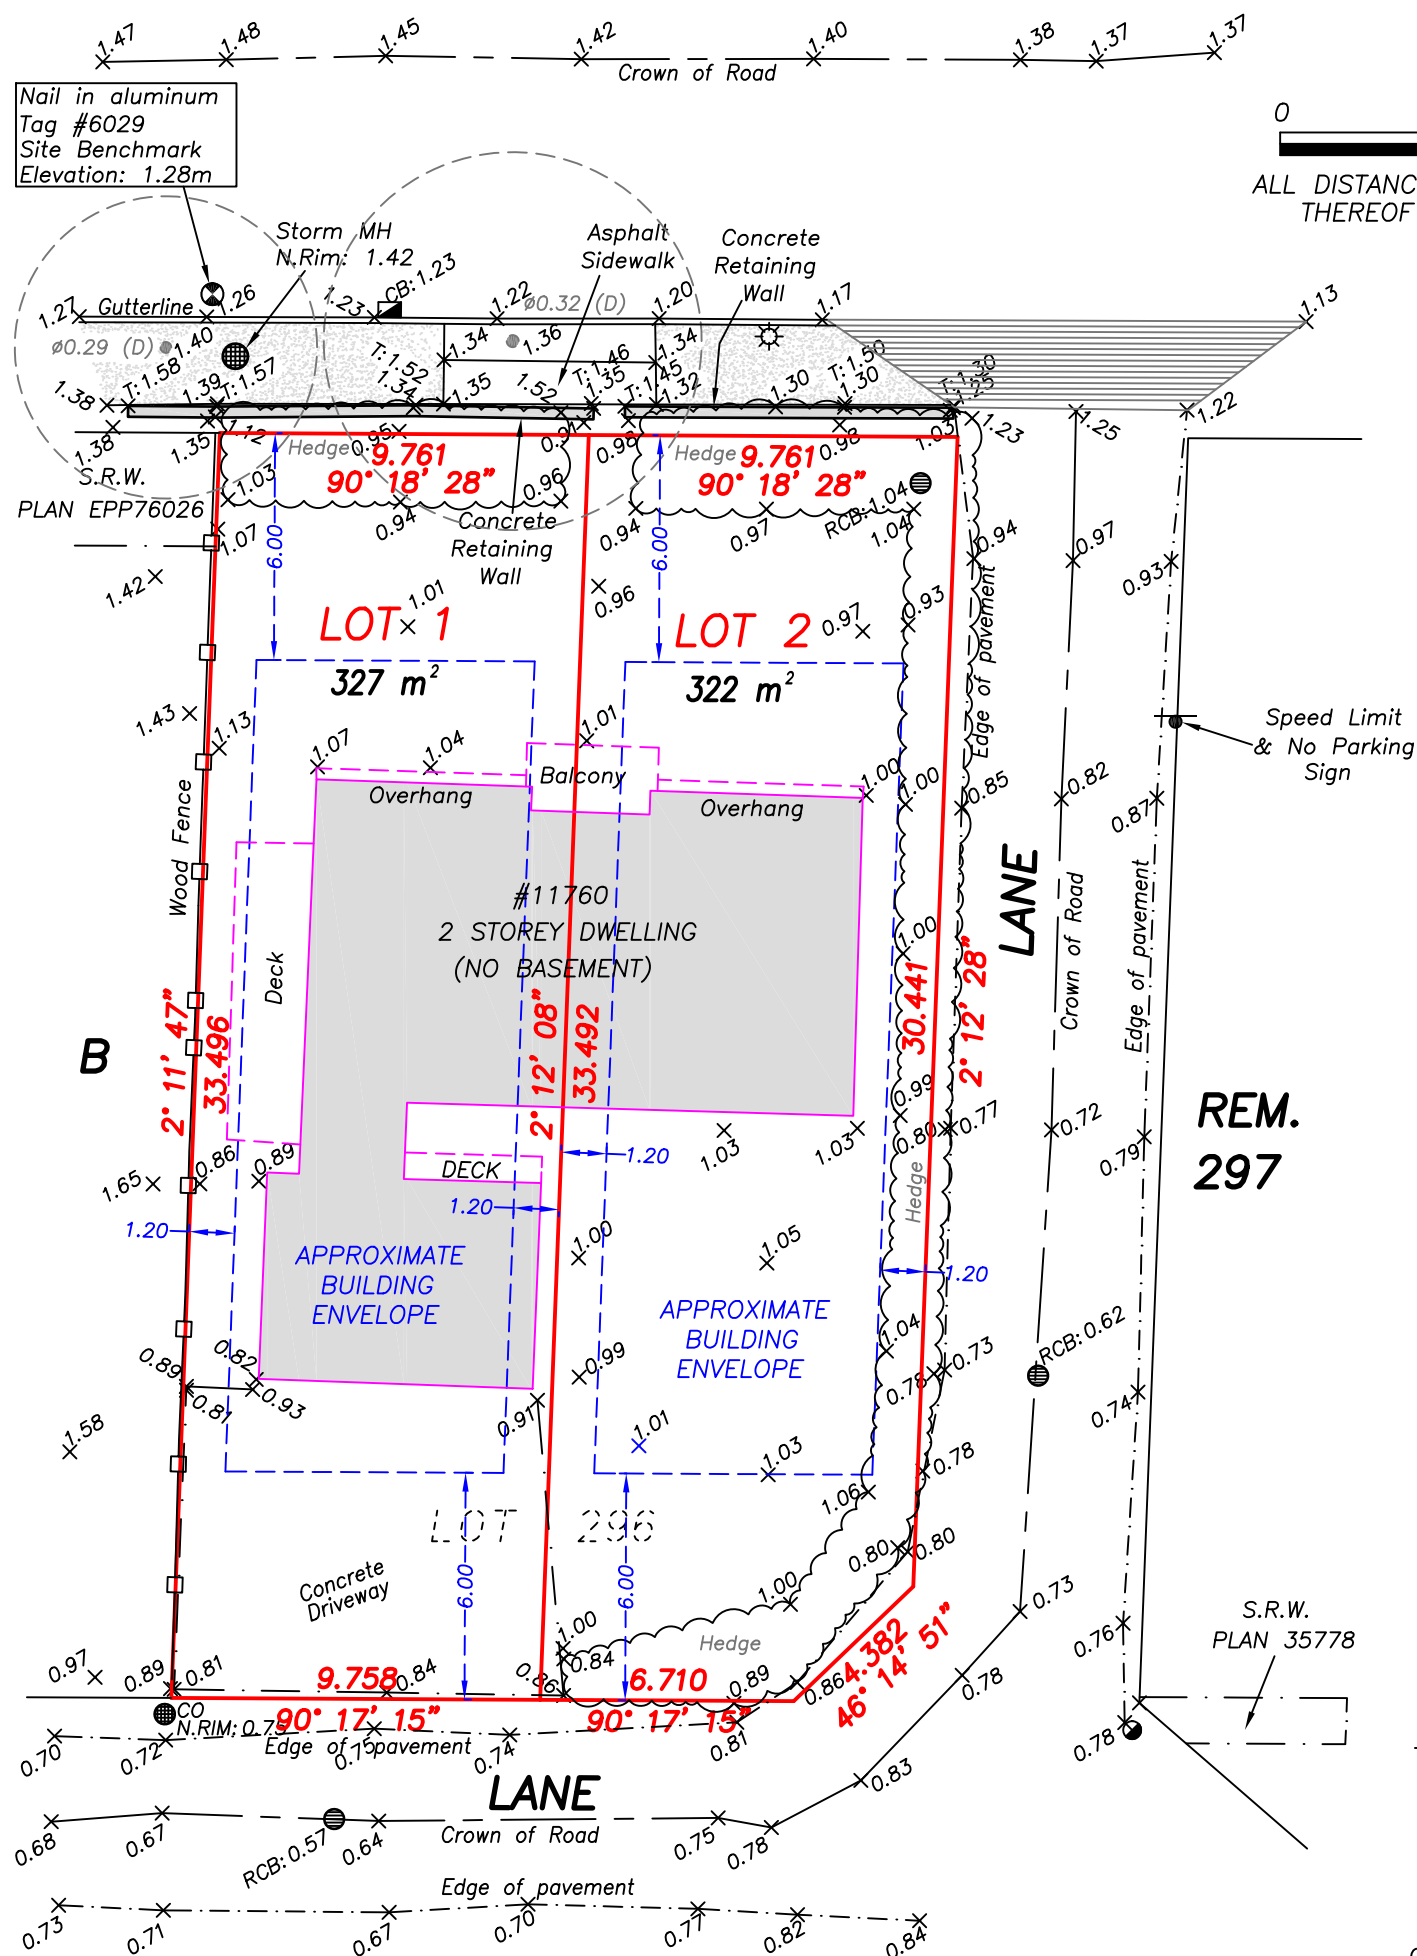 1.47
1.48
1.45
1.42
1.40
1.38
1.37
1.37
Crown of Road
Nail in aluminum
Tag #6029
Site Benchmark
Elevation: 1.28m
0
ALL DISTANC
THEREOF
Storm MH
N.Rim: 1.42
Asphalt
Sidewalk
Concrete
Retaining
Wall
1.27
Gutterline
1.26
1.23
CB: 1.23
1.22
ø0.32 (D)
1.20
1.17
1.13
ø0.29 (D)
1.40
T: 1.58
1.39
T: 1.57
T: 1.52
1.34
1.34
1.35
1.36
1.52
T: 1.46
1.35
T: 1.45
1.34
1.32
1.30
T: 1.50
1.30
T: 1.30
1.25
1.38
1.38
1.35
1.12
0.95
0.91
0.98
0.98
1.03
1.23
1.25
1.22
Hedge
9.761
90° 18' 28"
Hedge
9.761
90° 18' 28"
S.R.W.
PLAN EPP76026
1.03
0.94
0.96
Concrete
Retaining
Wall
0.94
0.97
RCB: 1.04
1.04
1.07
6.00
6.00
0.94
0.97
0.93
1.42
1.01
0.96
0.97
0.93
Edge of pavement
LOT 1
327 m²
LOT 2
322 m²
1.43
1.13
1.07
1.04
1.01
1.00
1.00
0.85
0.82
0.87
Speed Limit
& No Parking
Sign
Overhang
Balcony
Overhang
Wood Fence
Deck
#11760
2 STOREY DWELLING
(NO BASEMENT)
LANE
Crown of Road
Edge of pavement
1.00
B
2° 11' 47"
33.496
2° 12' 08"
33.492
30.441
2° 12' 28"
0.99
0.80
0.77
0.72
0.79
REM.
297
1.03
1.03
1.65
0.86
0.89
DECK
1.20
1.20
1.20
1.20
Hedge
1.00
1.05
APPROXIMATE
BUILDING
ENVELOPE
APPROXIMATE
BUILDING
ENVELOPE
1.04
0.78
0.73
RCB: 0.62
0.74
0.89
0.82
0.81
0.93
0.91
0.99
1.58
1.01
1.03
1.06
0.78
LOT 296
6.00
6.00
Concrete
Driveway
1.00
0.80
0.80
0.73
0.76
S.R.W.
PLAN 35778
0.97
0.89
0.81
9.758
90° 17' 15"
0.84
0.86
1.00
0.84
Hedge
6.710
90° 17' 15"
0.89
0.86
4.382
46° 14' 51"
0.78
0.78
CO
N.RIM: 0.75
0.70
0.72
Edge of pavement
0.75
0.74
0.81
0.83
LANE
0.68
0.67
RCB: 0.57
0.64
Crown of Road
0.75
0.78
Edge of pavement
0.73
0.71
0.67
0.70
0.77
0.82
0.84